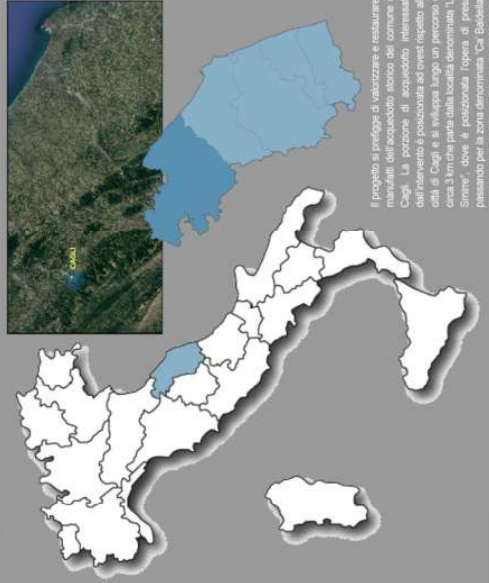 CAGLI
Il progetto si prefigge di valorizzare e restaurare
manufatti dell'acquedotto storico del comune
Cagli. La porzione di acquedotto interessat
dall'intervento è posizionata ad ovest rispetto al
città di Cagli e si sviluppa lungo un percorso
circa 3 km che parte dalla località denominata "L
Smirre", dove è posizionata l'opera di pres
passando per la zona denominata "Ca' Baldella